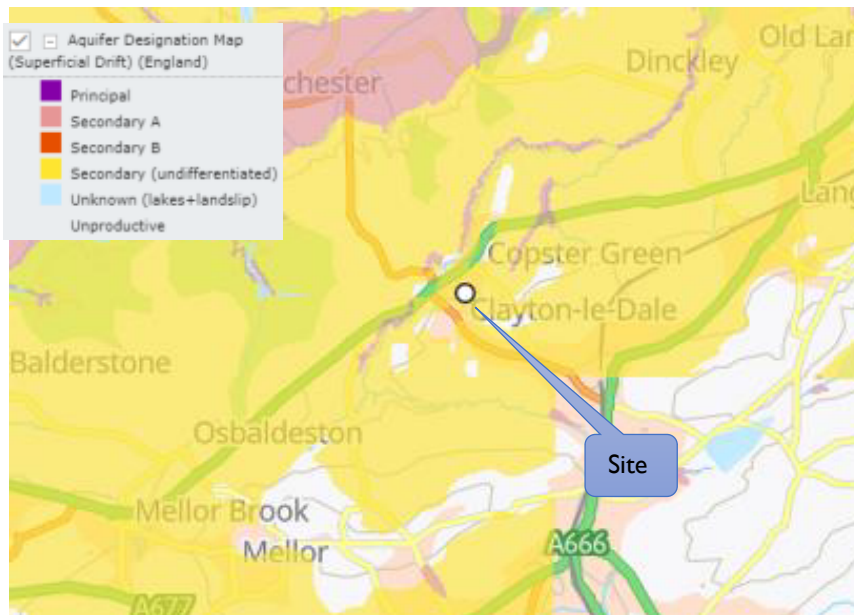 Aquifer Designation Map
(Superficial Drift) (England)
Principal
Secondary A
Secondary B
Secondary (undifferentiated)
Unknown (lakes+landslip)
Unproductive
chester
Old Lan
Dinckley
Lang
Copster Green
Clayton-le-Dale
Balderstone
Osbaldeston
Site
Mellor Brook
Mellor
A666
A677